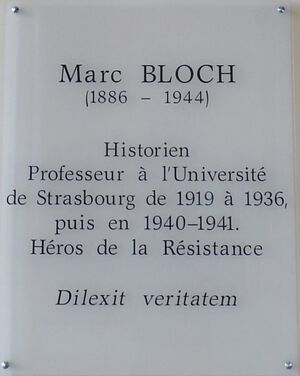 Marc BLOCH
(1886 – 1944)
Historien
Professeur à l'Université
de Strasbourg de 1919 à 1936,
puis en 1940–1941.
Héros de la Résistance
Dilexit veritatem